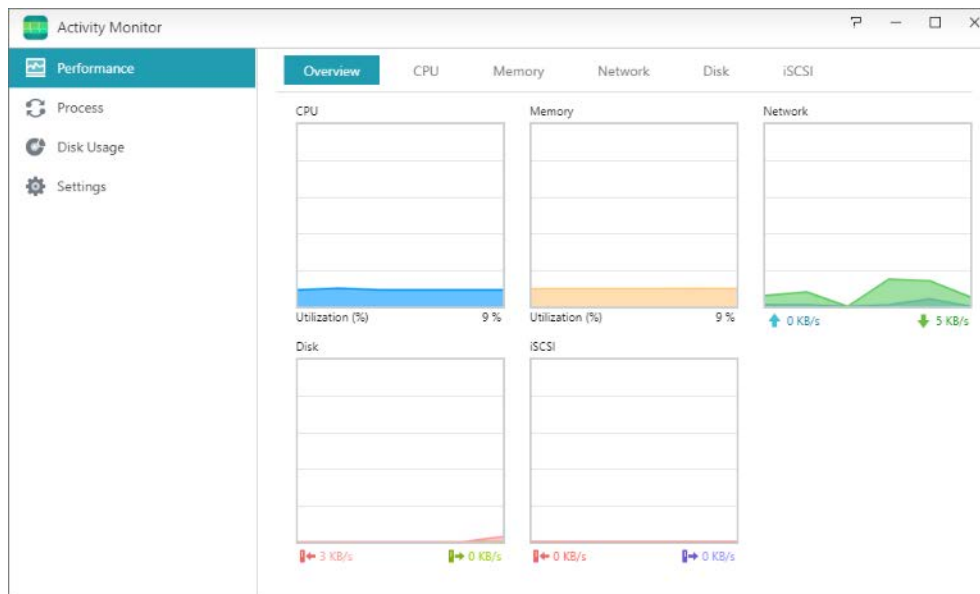 Activity Monitor
Performance
Process
Disk Usage
Settings
Overview CPU Memory Network Disk iSCSI
CPU Memory Network
Utilization (%) 9 % Utilization (%) 9 % 0 KB/s 5 KB/s
Disk iSCSI
3 KB/s 0 KB/s 0 KB/s 0 KB/s